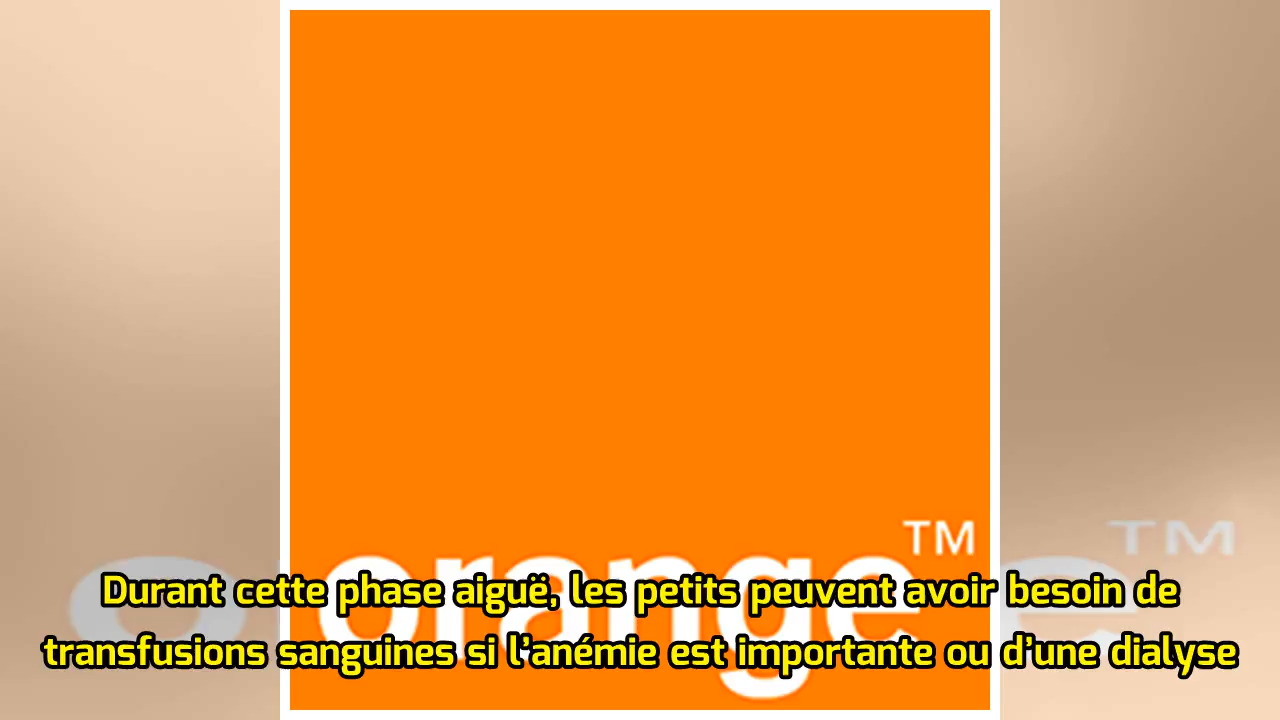 orange™
Durant cette phase aiguë, les petits peuvent avoir besoin de
transfusions sanguines si l'anémie est importante ou d'une dialyse